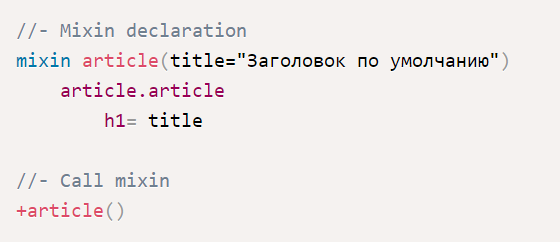 //- Mixin declaration
mixin article(title="Заголовок по умолчанию")
    article.article
        h1= title

//- Call mixin
+article()